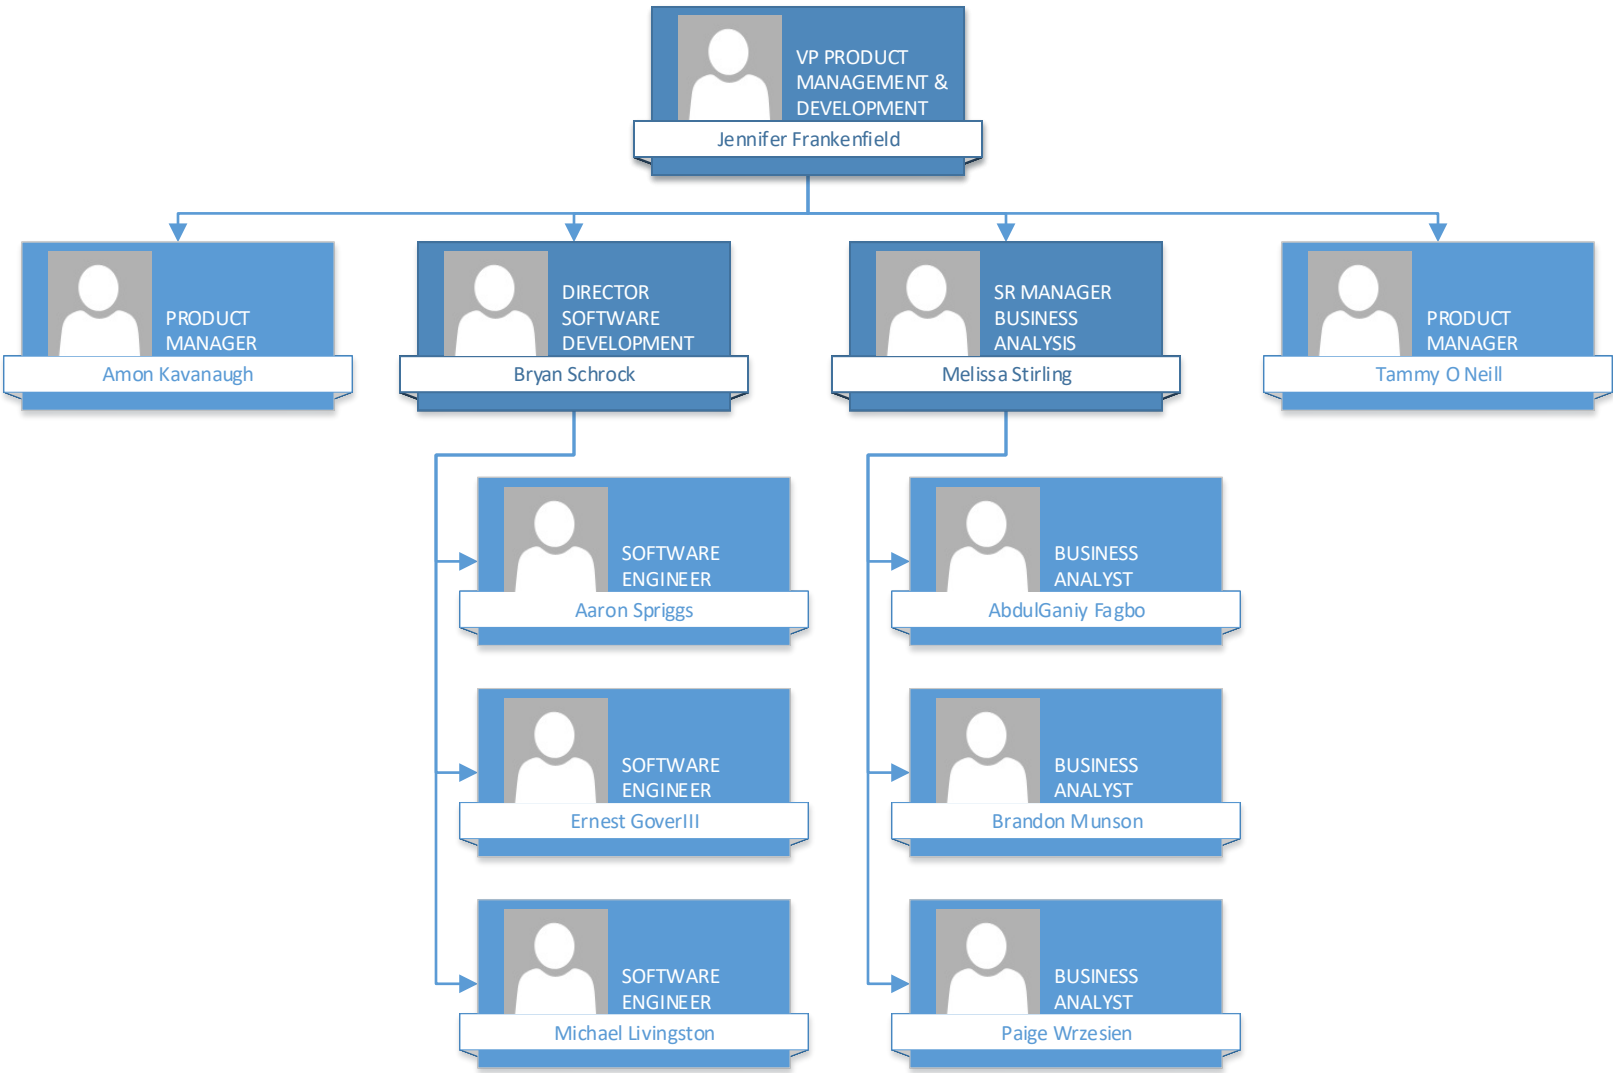 VP PRODUCT
MANAGEMENT &
DEVELOPMENT
Jennifer Frankenfield
PRODUCT
MANAGER
Amon Kavanaugh
DIRECTOR
SOFTWARE
DEVELOPMENT
Bryan Schrock
SR MANAGER
BUSINESS
ANALYSIS
Melissa Stirling
PRODUCT
MANAGER
Tammy O Neill
SOFTWARE
ENGINEER
Aaron Spriggs
BUSINESS
ANALYST
AbdulGaniy Fagbo
SOFTWARE
ENGINEER
Ernest GoverIII
BUSINESS
ANALYST
Brandon Munson
SOFTWARE
ENGINEER
Michael Livingston
BUSINESS
ANALYST
Paige Wrzesien